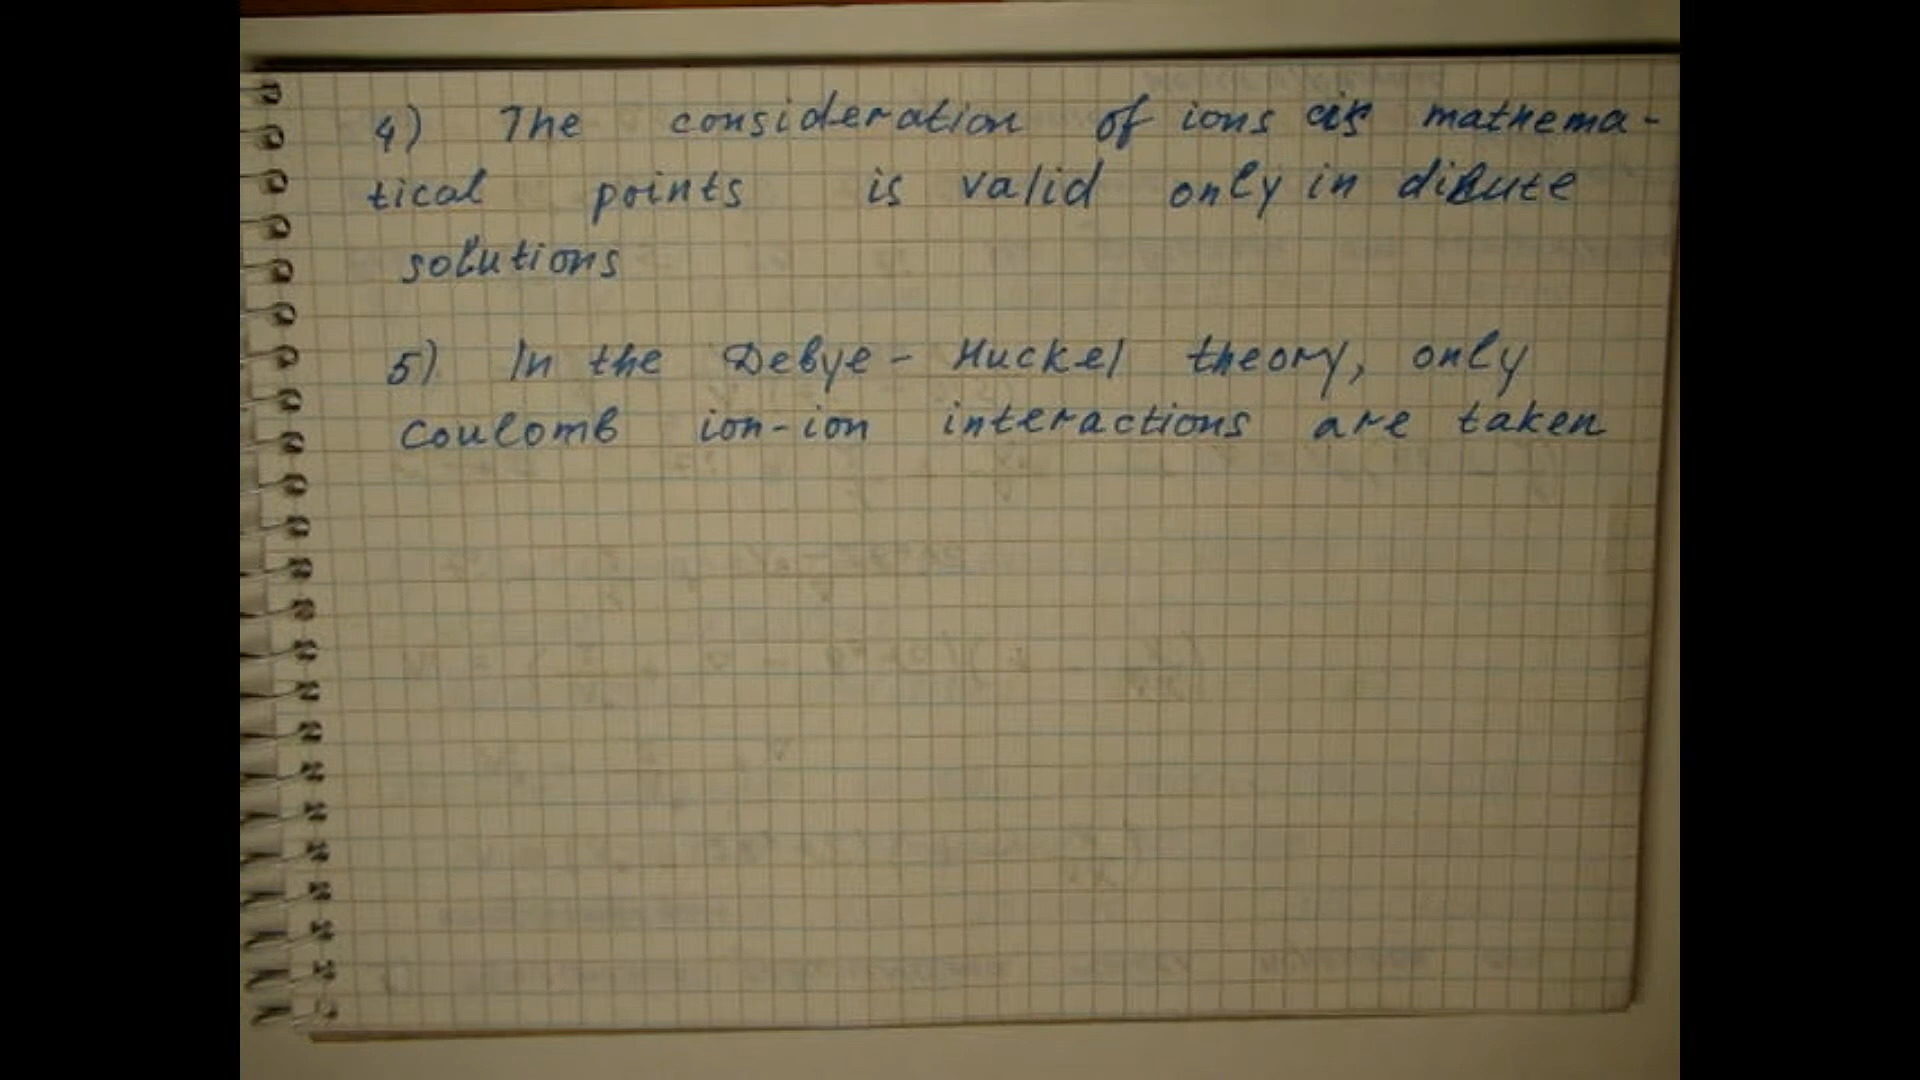 4) The consideration of ions as mathema-
tical points is valid only in dilute
solutions
5). In the Debye - Huckel theory, only
coulomb ion-ion interactions are taken